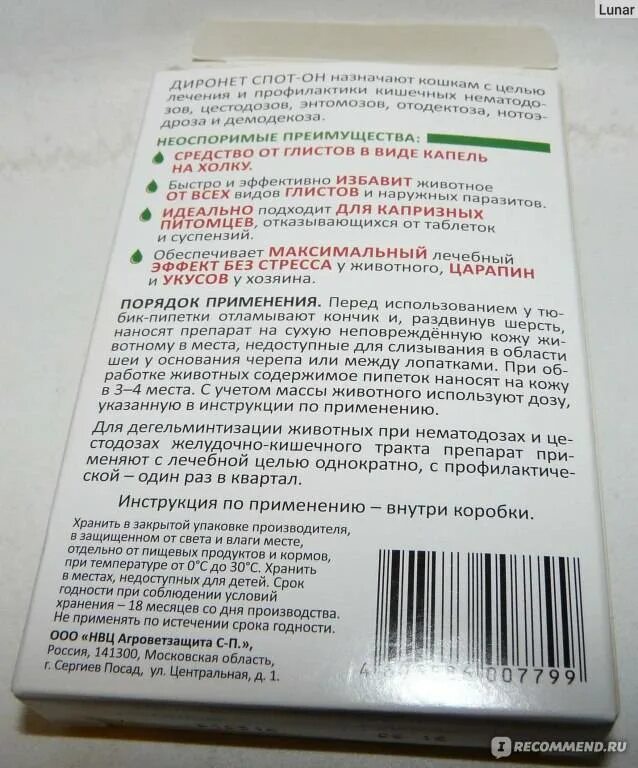 Lunar
ДИРОНЕТ СПОТ-ОН назначают кошкам с целью
лечения и профилактики кишечных нематодо-
зов, цестодозов, энтомозов, отодектоза, нотоэ-
дроза и демодекоза.
НЕОСПОРИМЫЕ ПРЕИМУЩЕСТВА:
СРЕДСТВО ОТ ГЛИСТОВ В ВИДЕ КАПЕЛЬ
НА ХОЛКУ.
Быстро и эффективно ИЗБАВИТ животное
ОТ ВСЕХ видов ГЛИСТОВ и наружных паразитов.
ИДЕАЛЬНО подходит ДЛЯ КАПРИЗНЫХ
ПИТОМЦЕВ, отказывающихся от таблеток
и суспензий.
Обеспечивает МАКСИМАЛЬНЫЙ лечебный
ЭФФЕКТ БЕЗ СТРЕССА у животного, ЦАРАПИН
и УКУСОВ у хозяина.
ПОРЯДОК ПРИМЕНЕНИЯ. Перед использованием у тю-
бик-пипетки отламывают кончик и, раздвинув шерсть,
наносят препарат на сухую неповреждённую кожу жи-
вотному в места, недоступные для слизывания в области
шеи у основания черепа или между лопатками. При об-
работке животных содержимое пипеток наносят на кожу
в 3–4 места. С учетом массы животного используют дозу,
указанную в инструкции по применению.
Для дегельминтизации животных при нематодозах и це-
стодозах желудочно-кишечного тракта препарат при-
меняют с лечебной целью однократно, с профилактиче-
ской – один раз в квартал.
Инструкция по применению – внутри коробки.
Хранить в закрытой упаковке производителя,
в защищенном от света и влаги месте,
отдельно от пищевых продуктов и кормов,
при температуре от 0°С до 30°С. Хранить
в местах, недоступных для детей. Срок
годности при соблюдении условий
хранения – 18 месяцев со дня производства.
Не применять по истечении срока годности.
ООО «НВЦ Агроветзащита С-П.»,
Россия, 141300, Московская область,
г. Сергиев Посад, ул. Центральная, д. 1.
007799
IRECOMMEND.RU